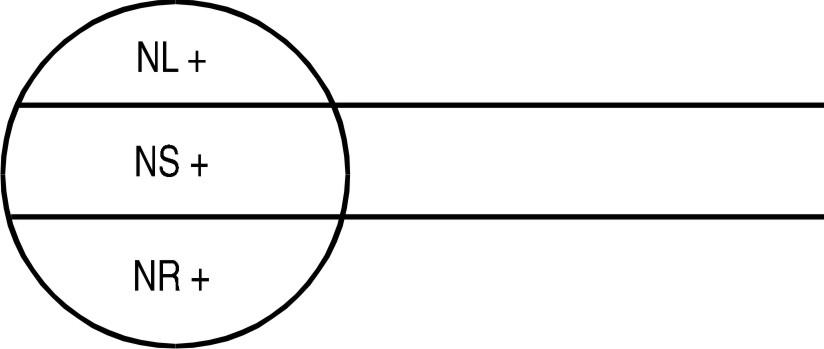 NL +
NS +
NR +